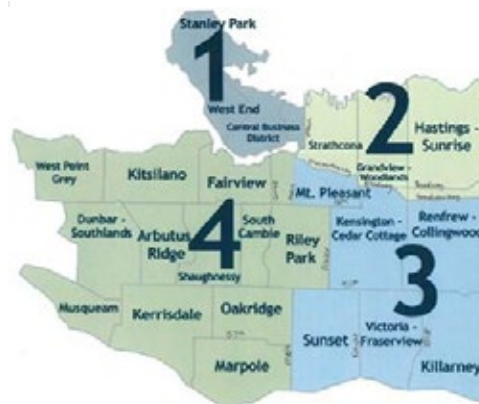 Stanley Park
1
West End
Central Business
District
2
Strathcona
Grandview -
Woodlands
Hastings -
Sunrise
West Point
Grey
Kitsilano
Fairview
Mt. Pleasant
Dunbar -
Southlands
Arbutus
Ridge
4
Shaughnessy
South
Cambie
Riley
Park
Kensington -
Cedar Cottage
Renfrew -
Collingwood
3
Musqueam
Kerrisdale
Oakridge
Marpole
Sunset
Victoria -
Fraserview
Killarney